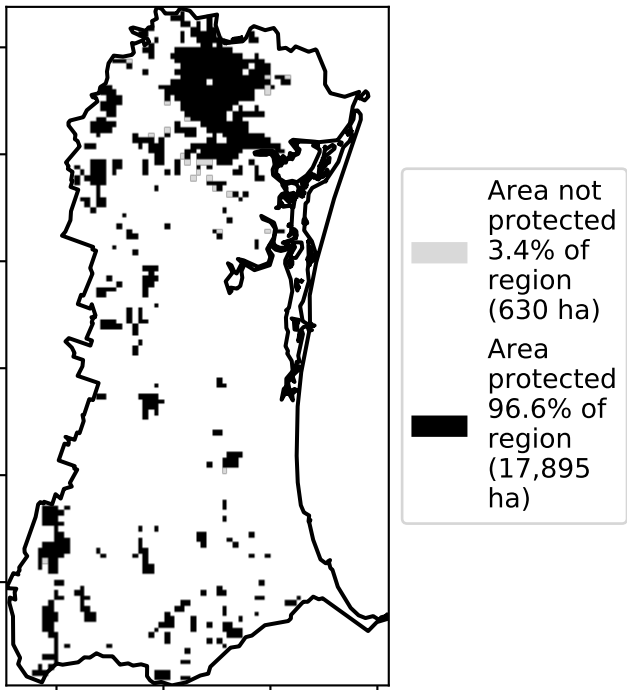 Area not
protected
3.4% of
region
(630 ha)
Area
protected
96.6% of
region
(17,895
ha)